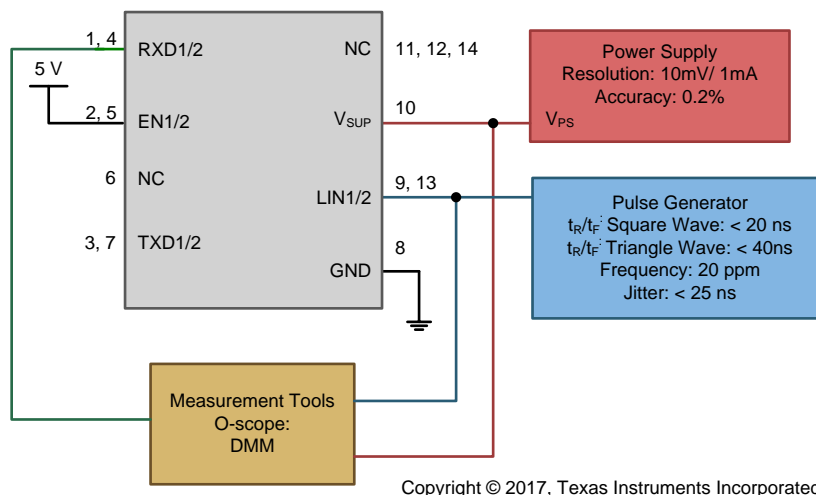 1, 4
RXD1/2
NC
11, 12, 14
5 V
2, 5
EN1/2
VSUP
10
6
NC
LIN1/2
9, 13
3, 7
TXD1/2
GND
8
Power Supply
Resolution: 10mV/ 1mA
Accuracy: 0.2%
VPS
Pulse Generator
tR/tF: Square Wave: < 20 ns
tR/tF: Triangle Wave: < 40ns
Frequency: 20 ppm
Jitter: < 25 ns
Measurement Tools
O-scope:
DMM
Copyright © 2017, Texas Instruments Incorporated